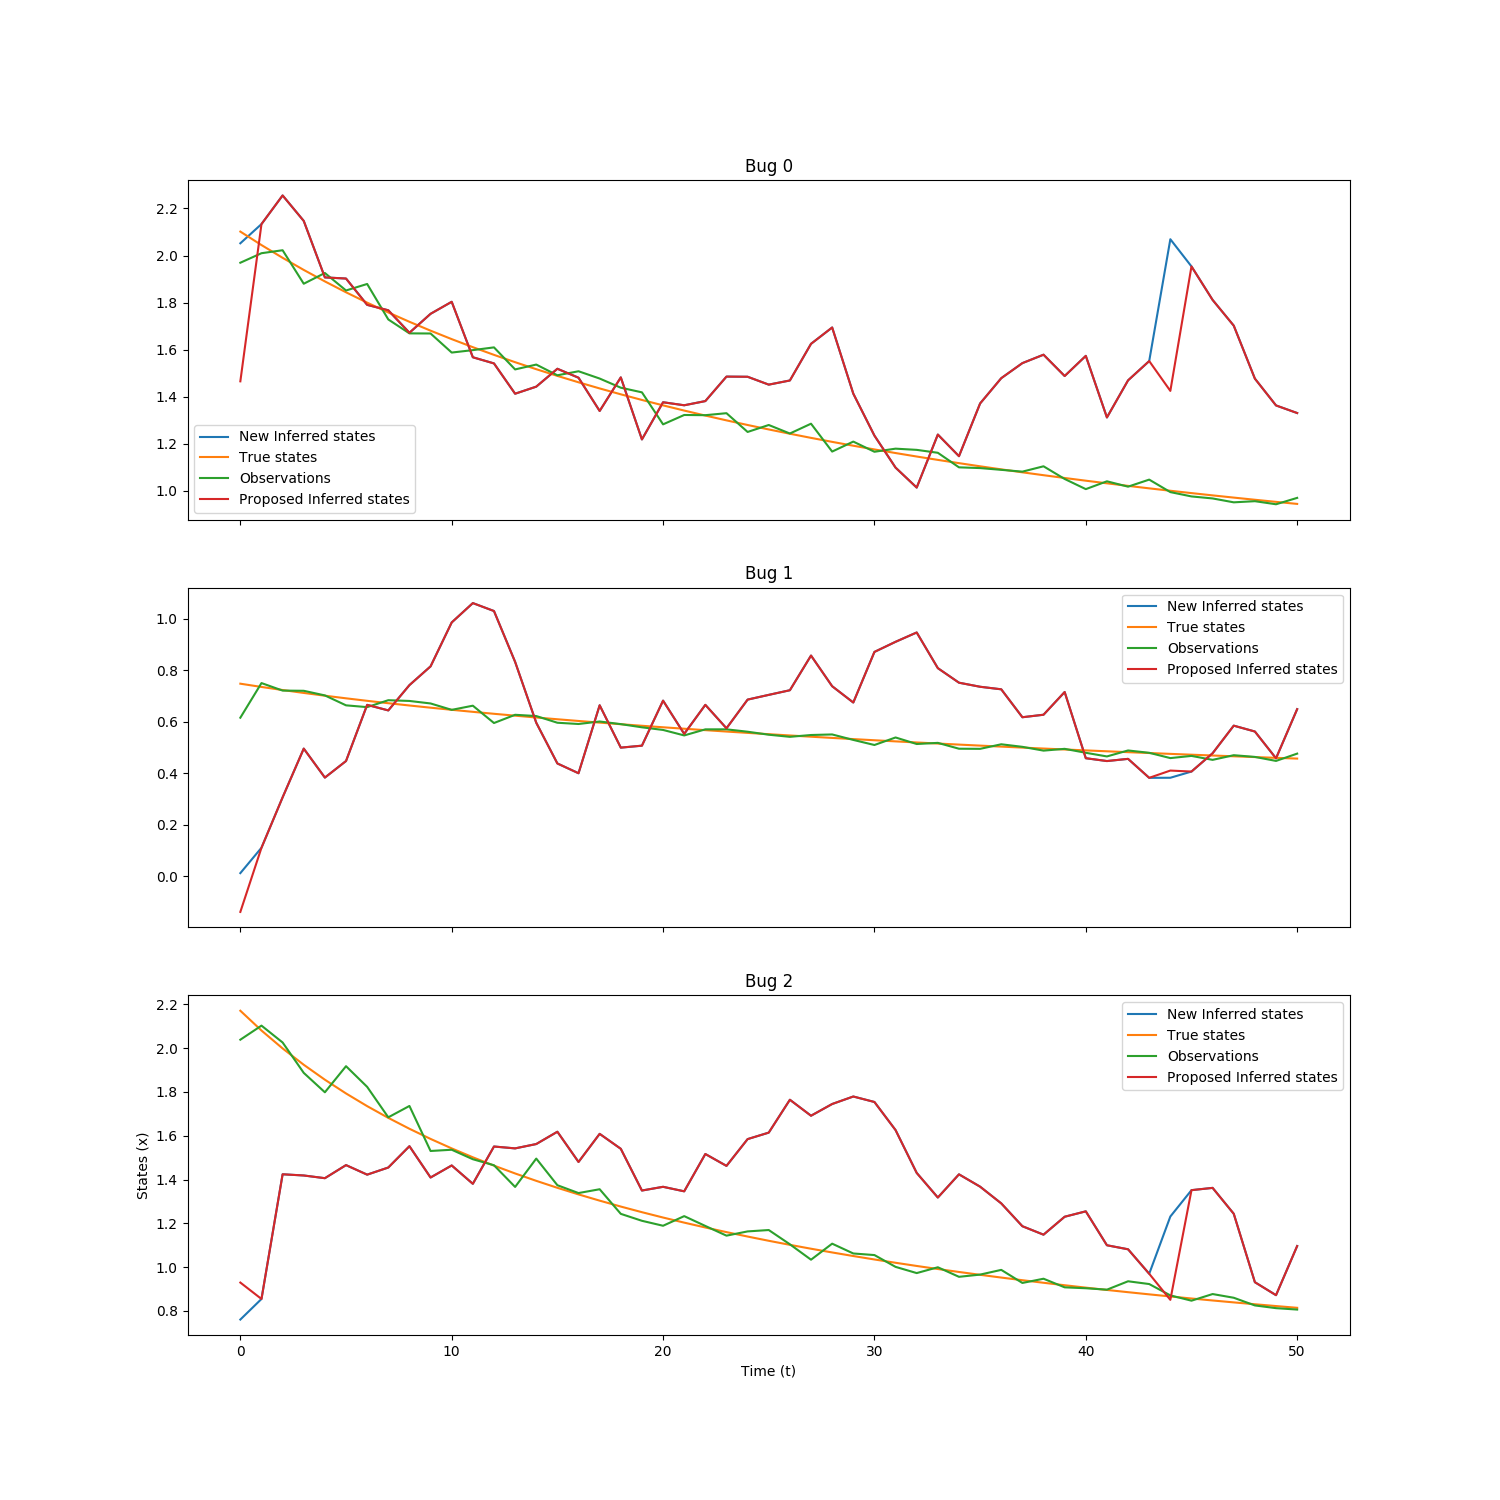 Bug 0
2.2
2.0
1.8
1.6
1.4
1.2
1.0
New Inferred states
True states
Observations
Proposed Inferred states
Bug 1
1.0
0.8
0.6
0.4
0.2
0.0
New Inferred states
True states
Observations
Proposed Inferred states
Bug 2
2.2
2.0
1.8
1.6
1.4
1.2
1.0
0.8
States (x)
New Inferred states
True states
Observations
Proposed Inferred states
0 10 20 30 40 50
Time (t)